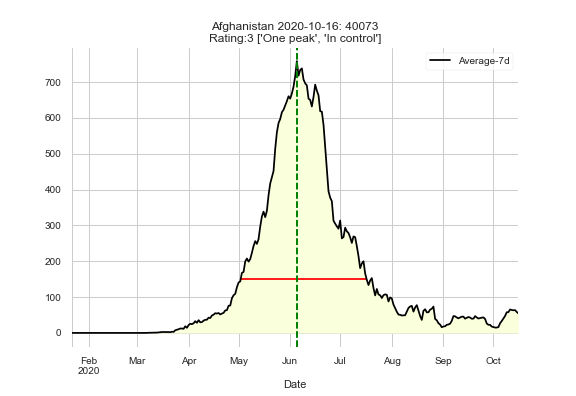 Afghanistan 2020-10-16: 40073
Rating:3 ['One peak', 'In control']
Average-7d
700
600
500
400
300
200
100
0
Feb
2020
Mar
Apr
May
Jun
Jul
Aug
Sep
Oct
Date